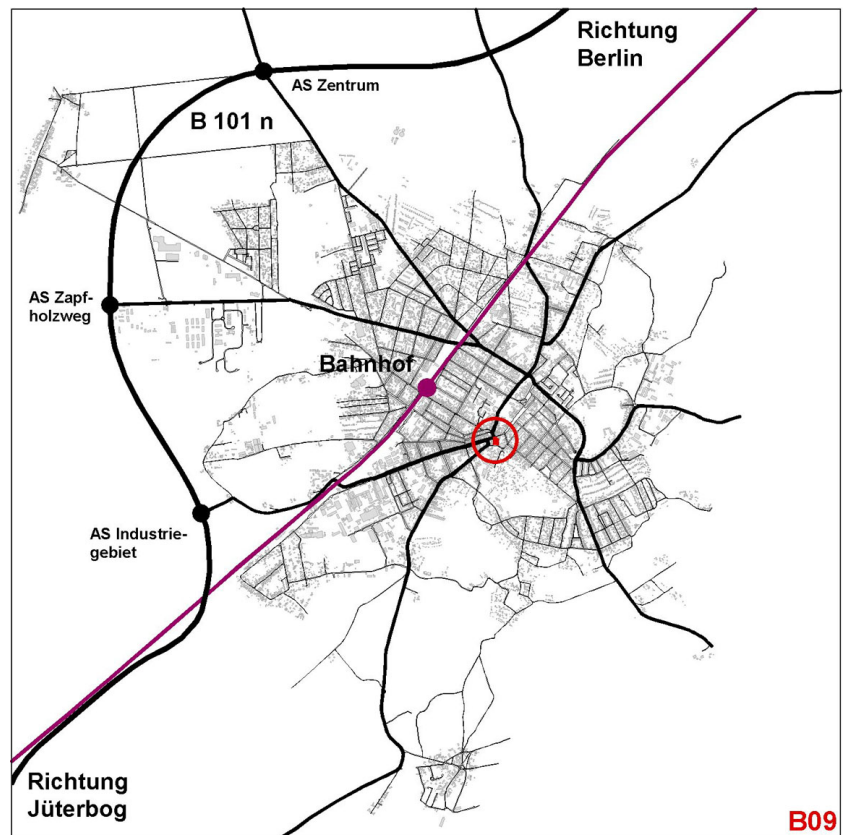 Richtung
Berlin
AS Zentrum
B 101 n
AS Zapf-
holzweg
Bahnhof
AS Industrie-
gebiet
Richtung
Jüterbog
B09